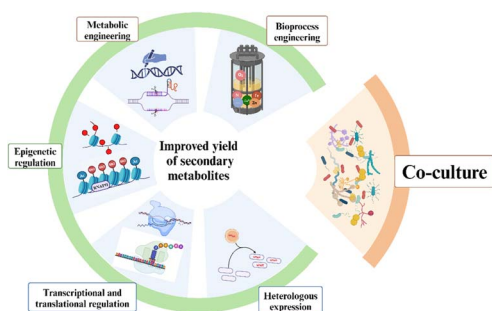 Metabolic
engineering
Bioprocess
engineering
Epigenetic
regulation
Improved yield
of secondary
metabolites
Co-culture
Transcriptional and
translational regulation
Heterologous
expression